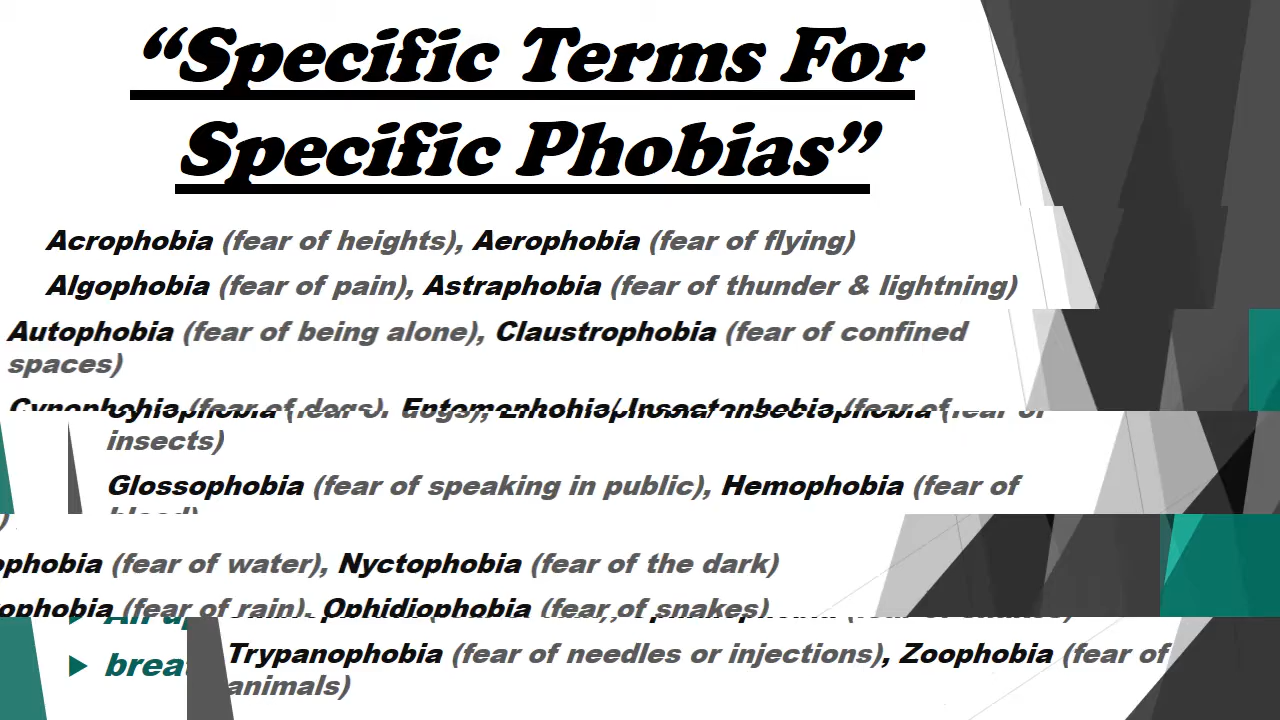 “Specific Terms For
Specific Phobias”
Acrophobia (fear of heights), Aerophobia (fear of flying)
Algophobia (fear of pain), Astraphobia (fear of thunder & lightning)
Autophobia (fear of being alone), Claustrophobia (fear of confined
spaces)
(fear of
insects)
Glossophobia (fear of speaking in public), Hemophobia (fear of
ophobia (fear of water), Nyctophobia (fear of the dark)
ophobia (fear of rain), Ophidiophobia (fear of snakes)
Trypanophobia (fear of needles or injections), Zoophobia (fear of
animals)